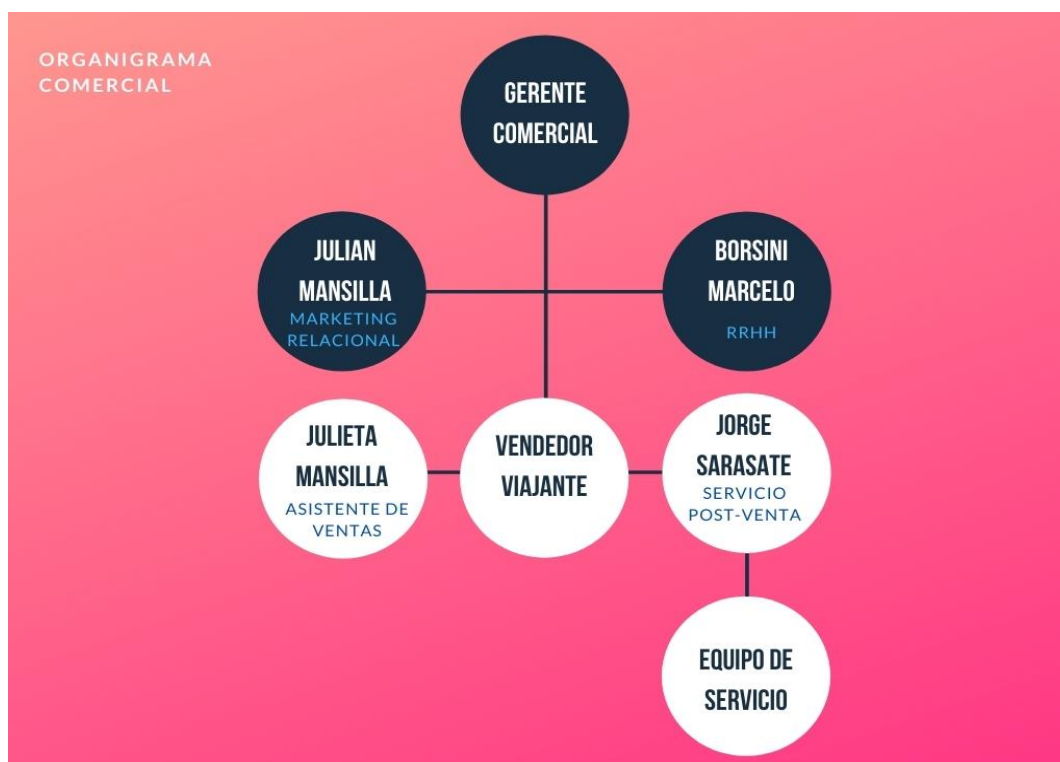 ORGANIGRAMA
COMERCIAL
GERENTE
COMERCIAL
JULIAN
MANSILLA
MARKETING
RELACIONAL
BORSINI
MARCELO
RRHH
JULIETA
MANSILLA
ASISTENTE DE
VENTAS
VENDEDOR
VIAJANTE
JORGE
SARASATE
SERVICIO
POST-VENTA
EQUIPO DE
SERVICIO